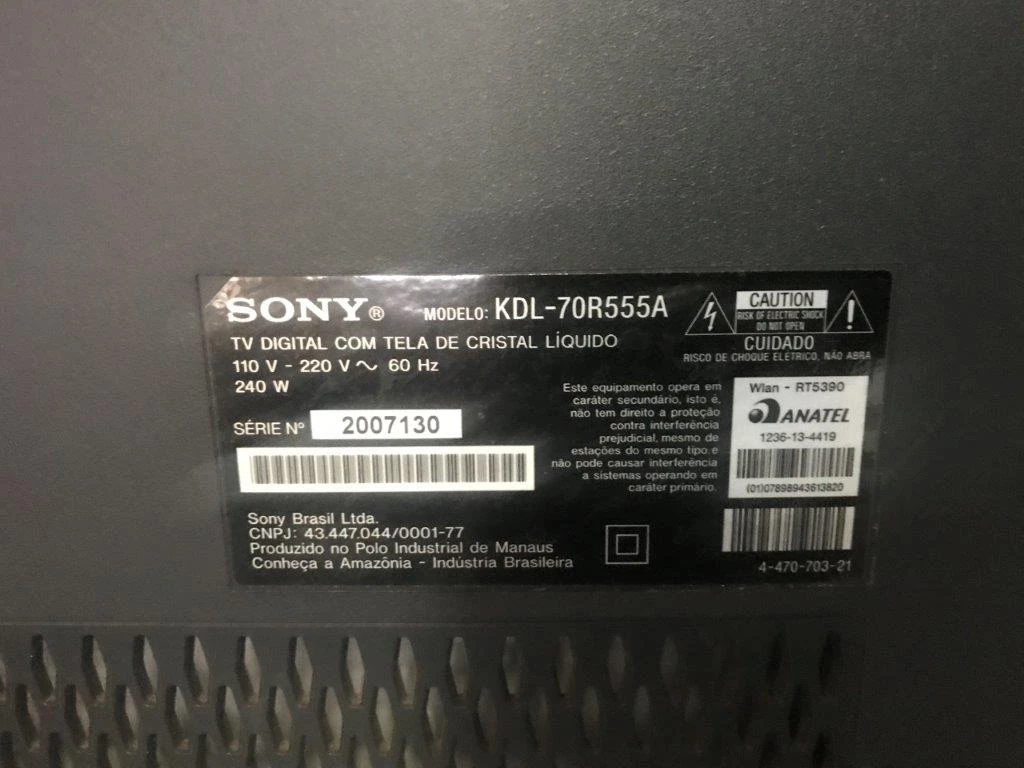 SONY® MODELO: KDL-70R555A
TV DIGITAL COM TELA DE CRISTAL LÍQUIDO
110 V - 220 V ~ 60 Hz
240 W
SÉRIE Nº 2007130
Sony Brasil Ltda.
CNPJ: 43.447.044/0001-77
Produzido no Polo Industrial de Manaus
Conheça a Amazônia - Indústria Brasileira
CAUTION
RISK OF ELECTRIC SHOCK
DO NOT OPEN
CUIDADO
RISCO DE CHOQUE ELÉTRICO, NÃO ABRA
Este equipamento opera em
caráter secundário, isto é,
não tem direito a proteção
contra interferência
prejudicial, mesmo de
estações do mesmo tipo,e
não pode causar interferência
a sistemas operando em
caráter primário.
Wlan - RT5390
ANATEL
1236-13-4419
(01)07898943613820
4-470-703-21